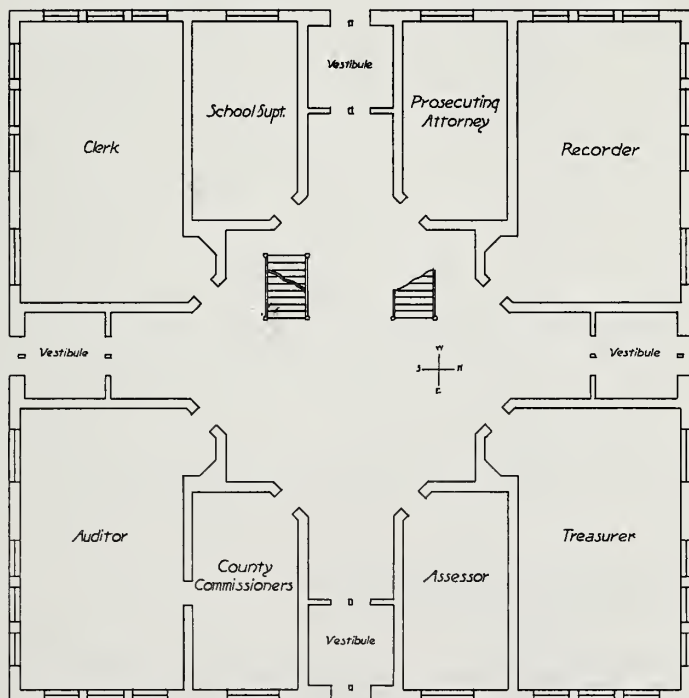 Vestibule
School Supt.
Prosecuting
Attorney
Clerk
Recorder
Vestibule
W
S
N
E
Vestibule
Auditor
County
Commissioners
Assessor
Treasurer
Vestibule